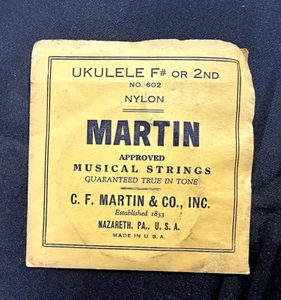 UKULELE F# OR 2ND
NO. 602
NYLON
MARTIN
APPROVED
MUSICAL STRINGS
GUARANTEED TRUE IN TONE
C. F. MARTIN & CO., INC.
Established 1833
NAZARETH, PA., U. S. A.
MADE IN U. S. A.